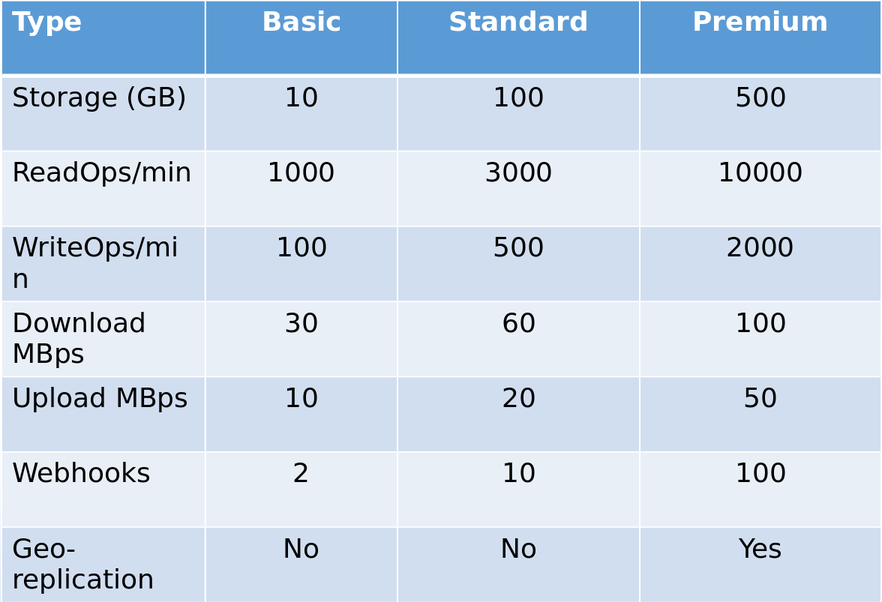 Type Basic Standard Premium
Storage (GB) 10 100 500
ReadOps/min 1000 3000 10000
WriteOps/mi 100 500 2000
n
Download 30 60 100
MBps
Upload MBps 10 20 50
Webhooks 2 10 100
Geo- No No Yes
replication